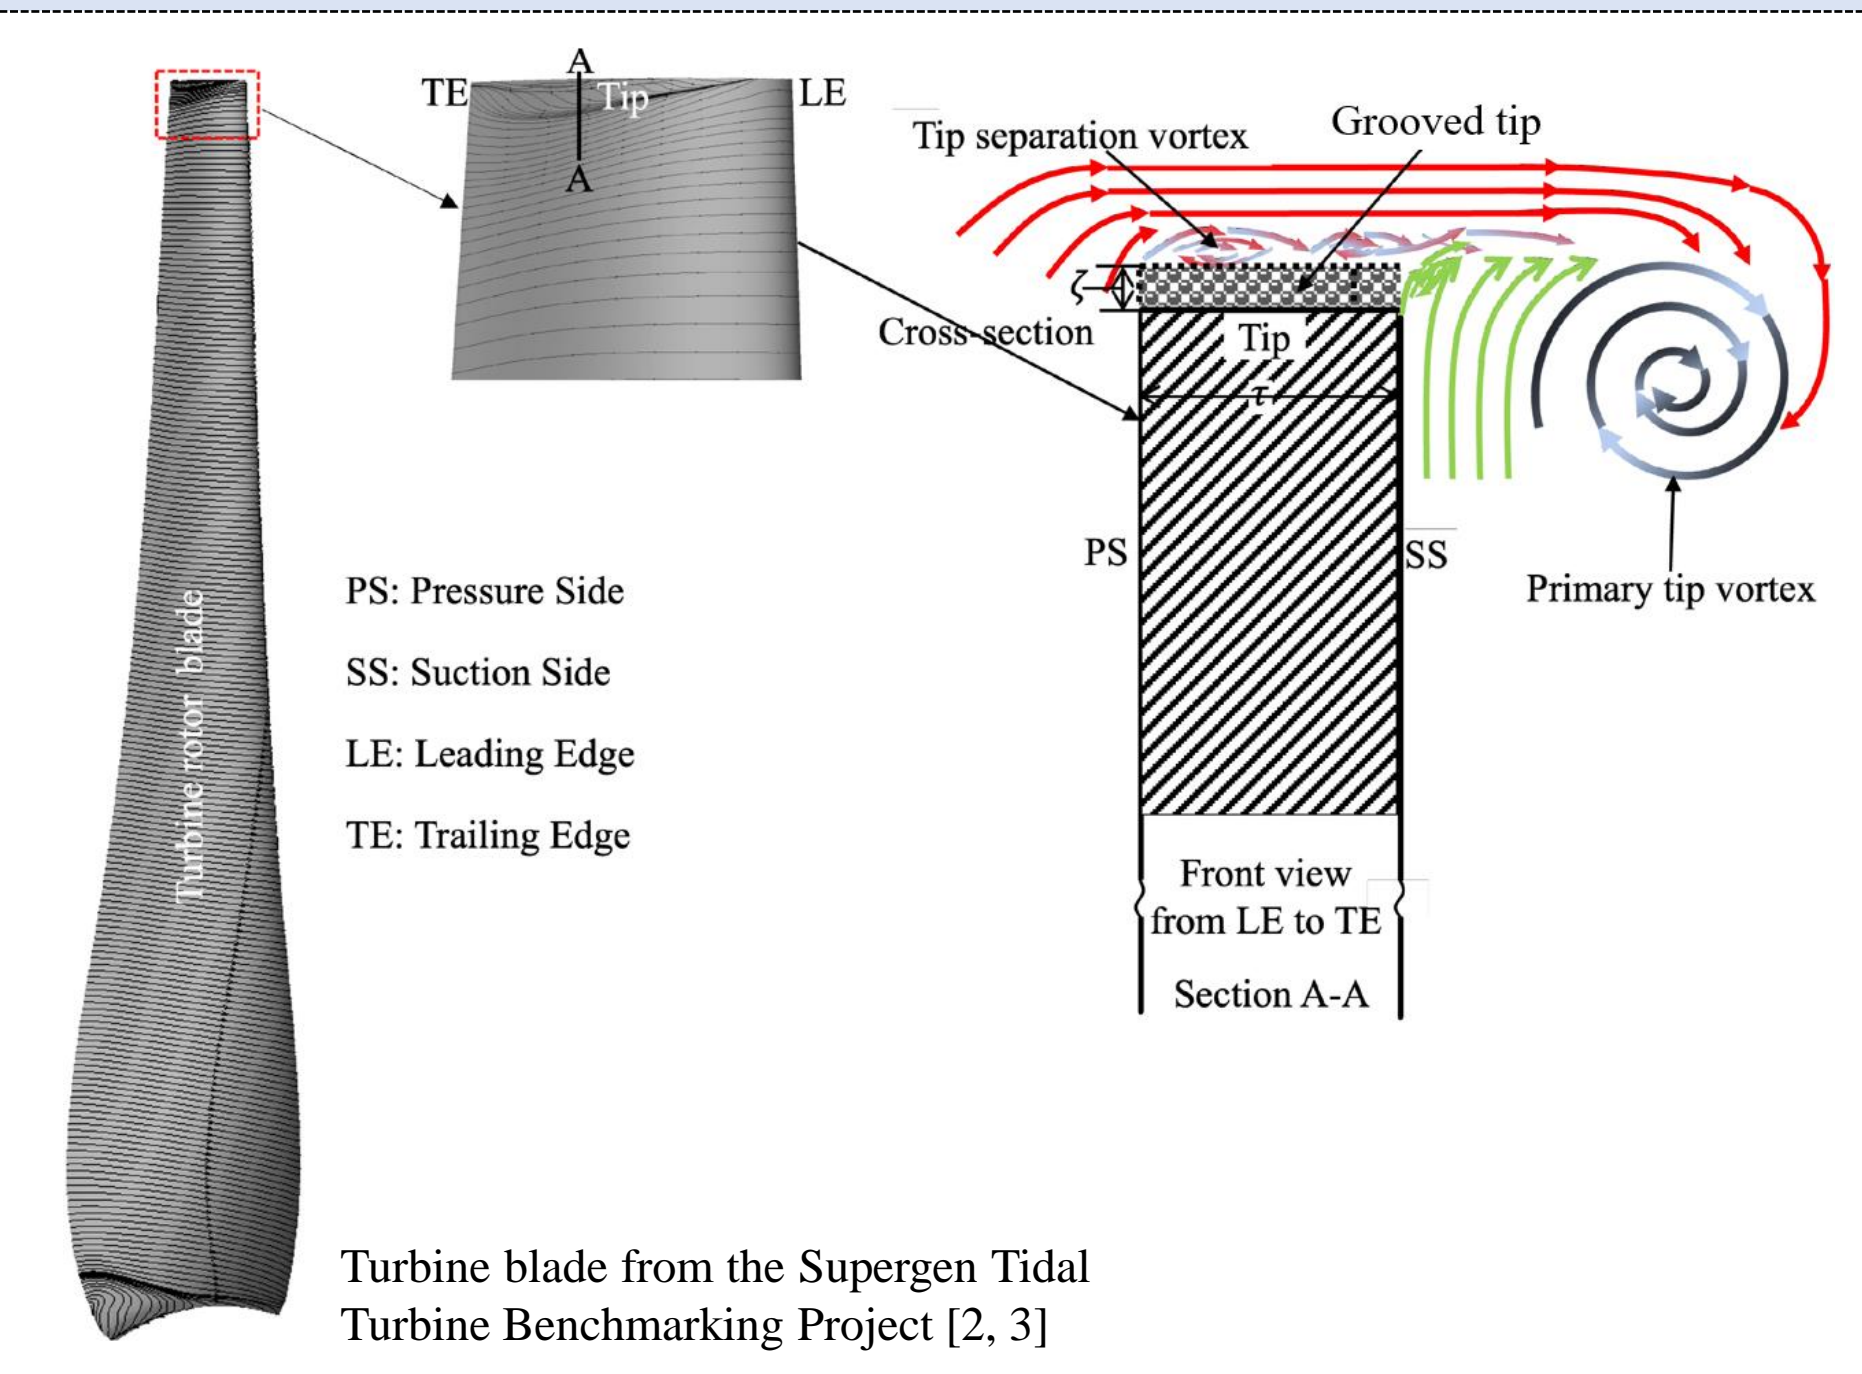 A
TE
Tip
LE
A
Turbine rotor blade
PS: Pressure Side
SS: Suction Side
LE: Leading Edge
TE: Trailing Edge
Grooved tip
Tip separation vortex
ζ
Cross-section
Tip
τ
PS
SS
Primary tip vortex
Front view
from LE to TE
Section A-A
Turbine blade from the Supergen Tidal
Turbine Benchmarking Project [2, 3]